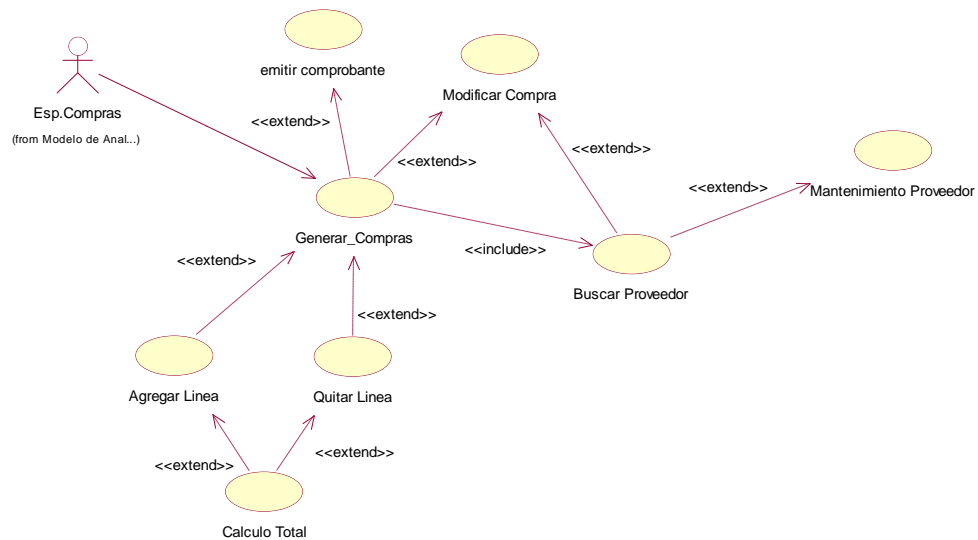 emitir comprobante
Modificar Compra
Esp.Compras
(from Modelo de Anal...)
<<extend>>
<<extend>>
<<extend>>
<<extend>>
Mantenimiento Proveedor
Generar_Compras
<<include>>
<<extend>>
Buscar Proveedor
<<extend>>
Agregar Linea
Quitar Linea
<<extend>>
<<extend>>
Calculo Total